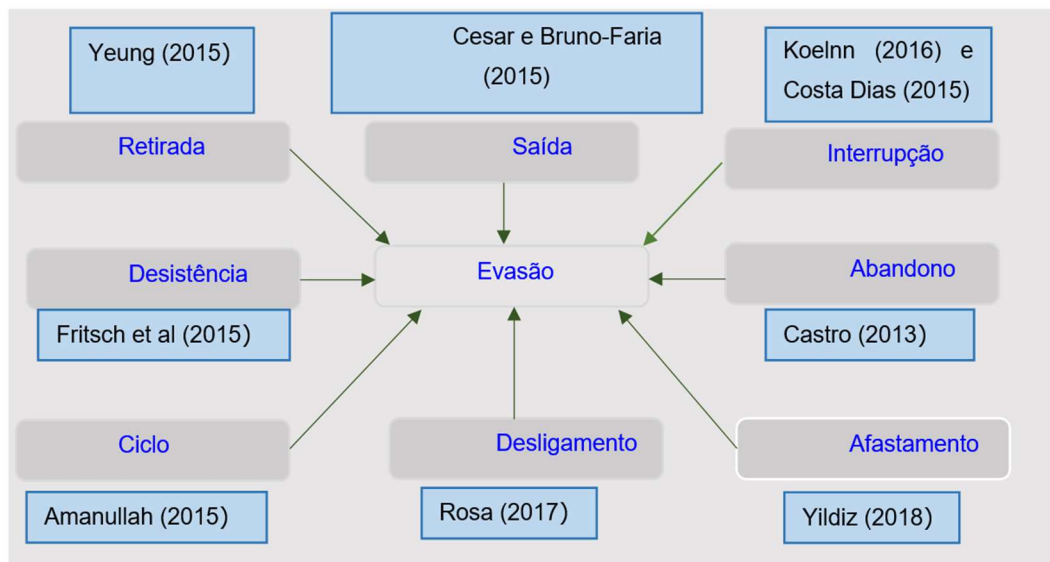 Yeung (2015)
Cesar e Bruno-Faria
(2015)
Koelnn (2016) e
Costa Dias (2015)
Retirada
Saída
Interrupção
Desistência
Evasão
Abandono
Fritsch et al (2015)
Castro (2013)
Ciclo
Desligamento
Afastamento
Amanullah (2015)
Rosa (2017)
Yildiz (2018)